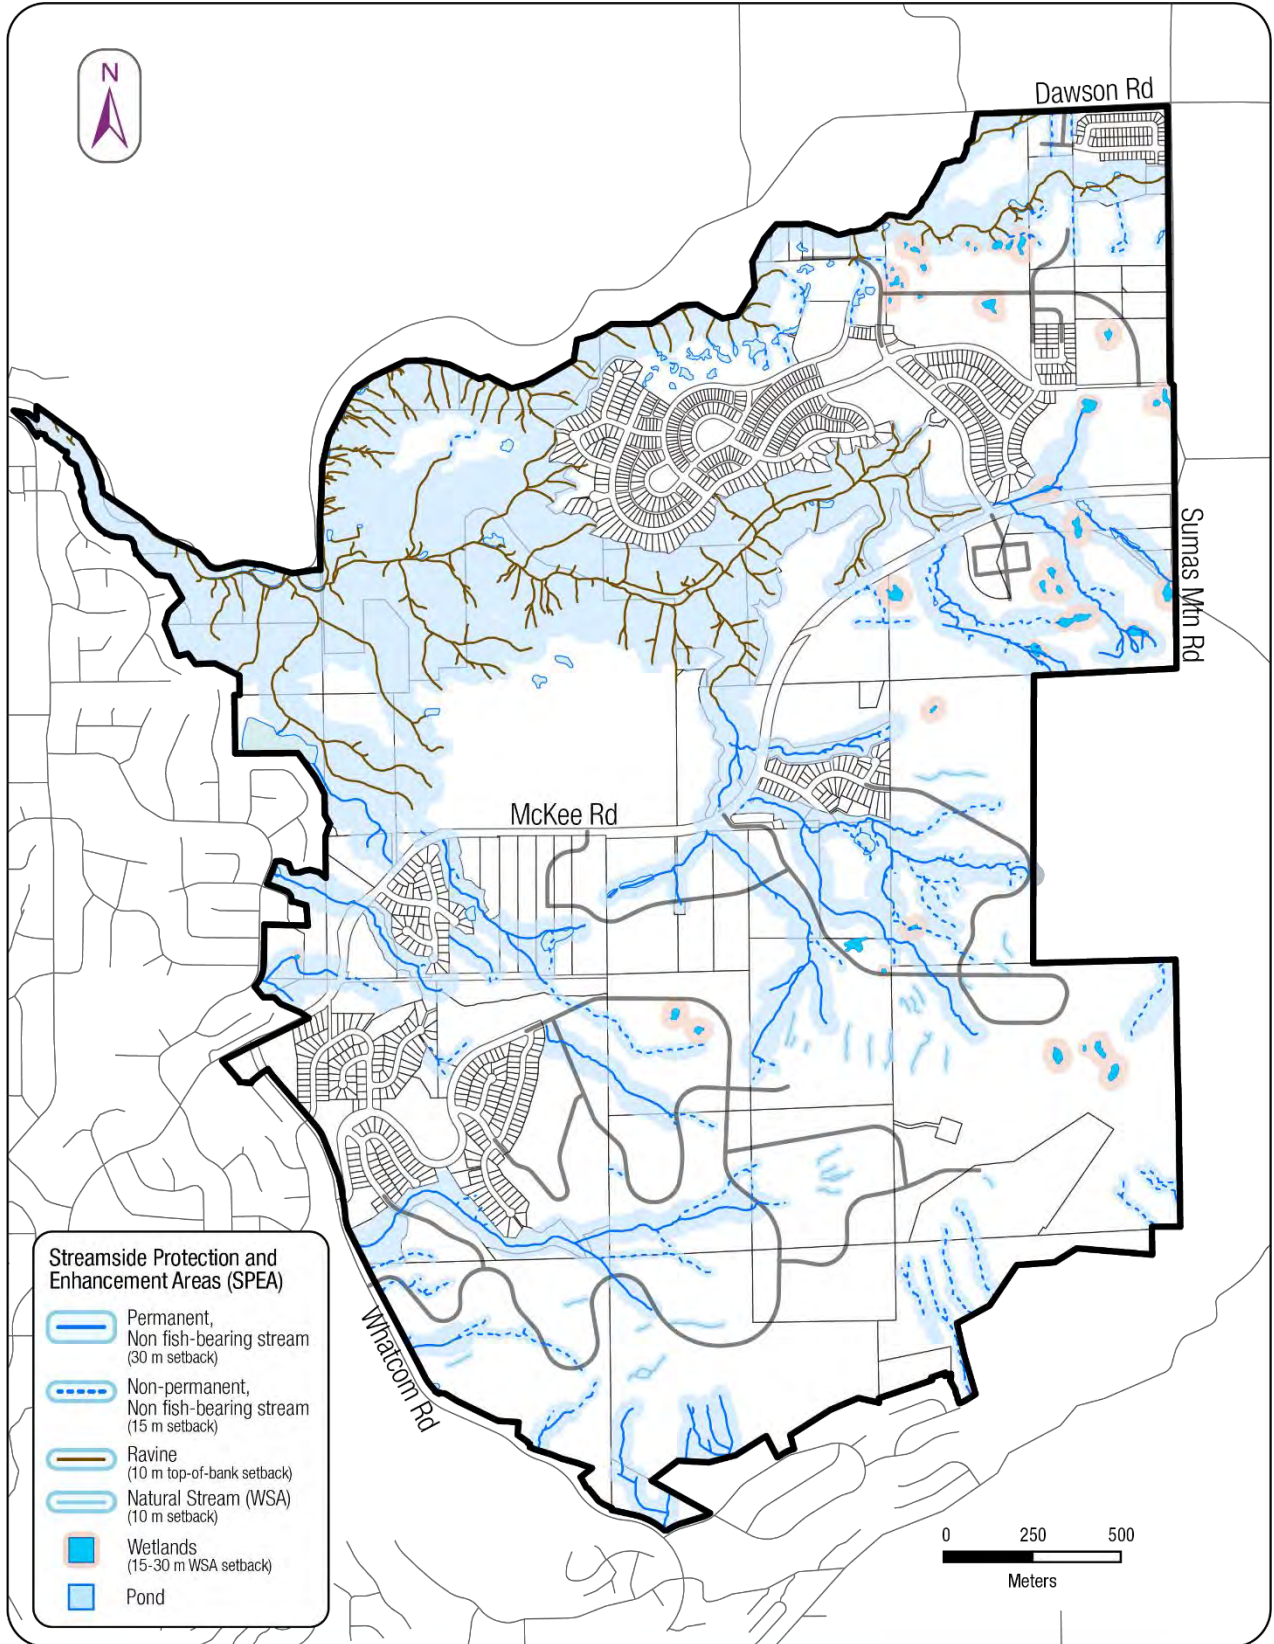 N
Dawson Rd
Sumas Mtn Rd
McKee Rd
Whatcom Rd
Streamside Protection and
Enhancement Areas (SPEA)
Permanent,
Non fish-bearing stream
(30 m setback)
Non-permanent,
Non fish-bearing stream
(15 m setback)
Ravine
(10 m top-of-bank setback)
Natural Stream (WSA)
(10 m setback)
Wetlands
(15-30 m WSA setback)
Pond
0 250 500
Meters